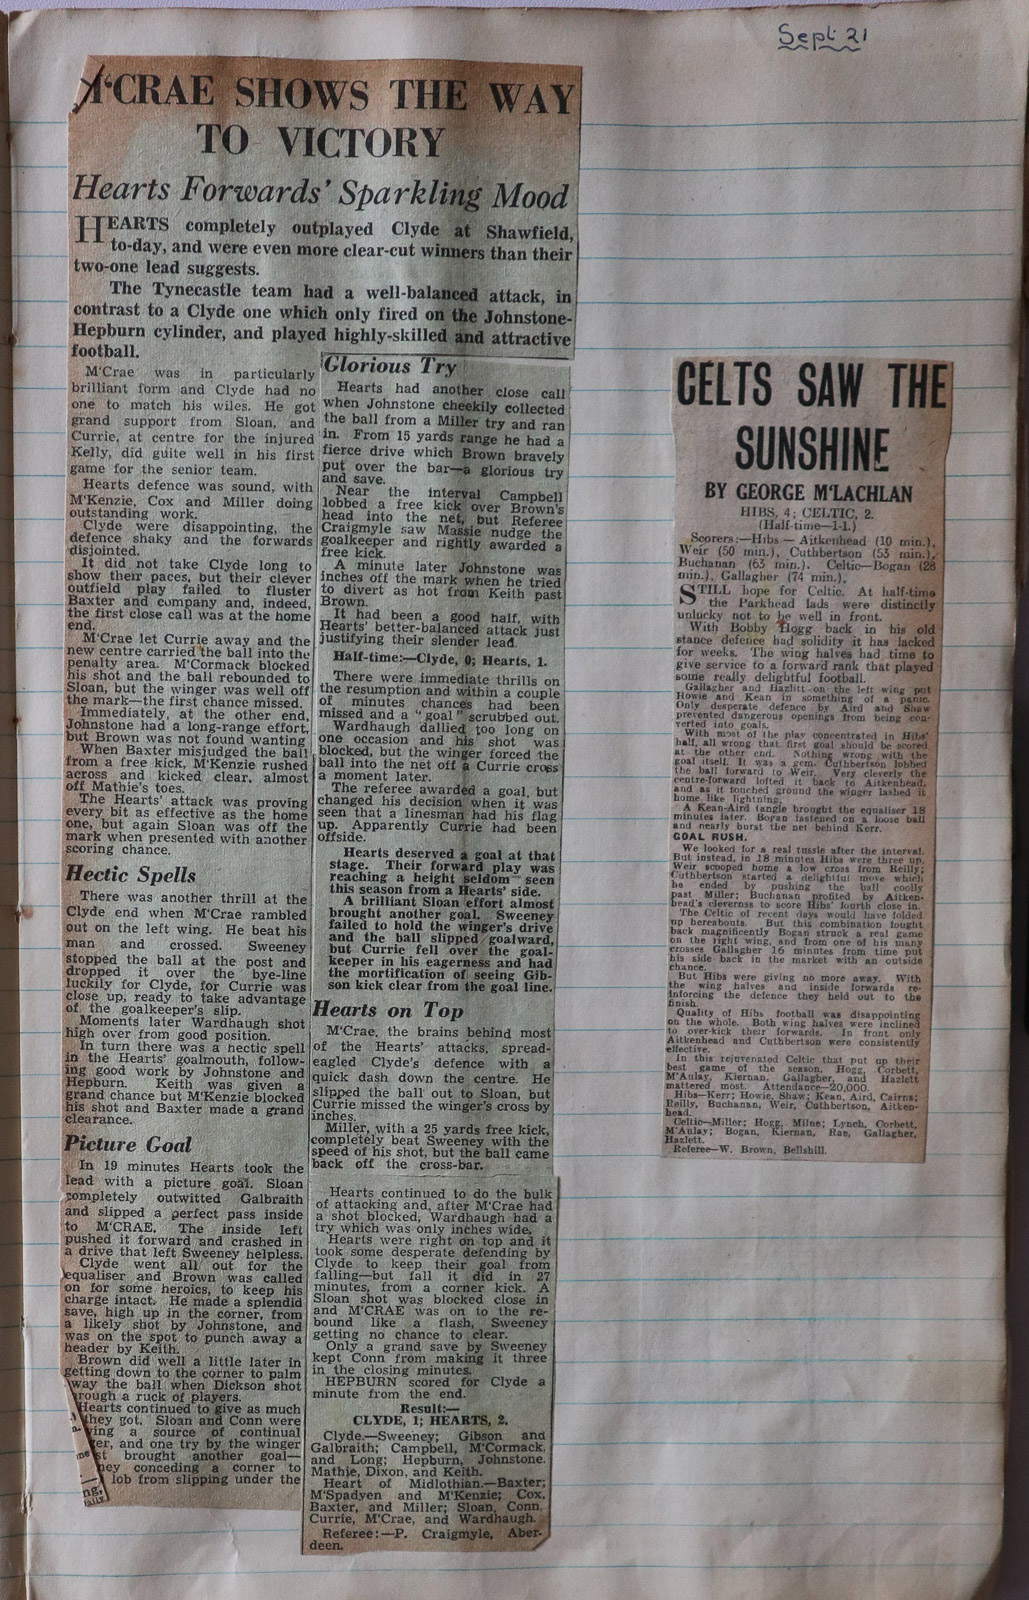 Sept 21
M'CRAE SHOWS THE WAY
TO VICTORY
Hearts Forwards' Sparkling Mood
HEARTS completely outplayed Clyde at Shawfield,
to-day, and were even more clear-cut winners than their
two-one lead suggests.
The Tynecastle team had a well-balanced attack, in
contrast to a Clyde one which only fired on the Johnstone-
Hepburn cylinder, and played highly-skilled and attractive
football.
M'Crae was in particularly
brilliant form and Clyde had no
one to match his wiles. He got
grand support from Sloan, and
Currie, at centre for the injured
Kelly, did quite well in his first
game for the senior team.
Hearts defence was sound, with
M'Kenzie, Cox and Miller doing
outstanding work.
Clyde were disappointing, the
defence shaky and the forwards
disjointed.
It did not take Clyde long to
show their paces, but their clever
outfield play failed to fluster
Baxter and company and, indeed,
the first close call was at the home
end.
M'Crae let Currie away and the
new centre carried the ball into the
penalty area. M'Cormack blocked
his shot and the ball rebounded to
Sloan, but the winger was well off
the mark—the first chance missed.
Immediately, at the other end,
Johnstone had a long-range effort,
but Brown was not found wanting
When Baxter misjudged the ball
from a free kick, M'Kenzie rushed
across and kicked clear, almost
off Mathie's toes.
The Hearts' attack was proving
every bit as effective as the home
one, but again Sloan was off the
mark when presented with another
scoring chance.
Hectic Spells
There was another thrill at the
Clyde end when M'Crae rambled
out on the left wing. He beat his
man and crossed. Sweeney
stopped the ball at the post and
dropped it over the bye-line
luckily for Clyde, for Currie was
close up, ready to take advantage
of the goalkeeper's slip.
Moments later Wardhaugh shot
high over from good position.
In turn there was a hectic spell
in the Hearts' goalmouth, follow-
ing good work by Johnstone and
Hepburn. Keith was given a
grand chance but M'Kenzie blocked
his shot and Baxter made a grand
clearance.
Picture Goal
In 19 minutes Hearts took the
lead with a picture goal. Sloan
completely outwitted Galbraith
and slipped a perfect pass inside
to M'CRAE. The inside left
pushed it forward and crashed in
a drive that left Sweeney helpless.
Clyde went all out for the
equaliser and Brown was called
on for some heroics, to keep his
charge intact. He made a splendid
save, high up in the corner, from
a likely shot by Johnstone, and
was on the spot to punch away a
header by Keith.
Brown did well a little later in
getting down to the corner to palm
way the ball when Dickson shot
rough a ruck of players.
Hearts continued to give as much
they got. Sloan and Conn were
ing a source of continual
er, and one try by the winger
st brought another goal—
ney conceding a corner to
lob from slipping under the
Glorious Try
Hearts had another close call
when Johnstone cheekily collected
the ball from a Miller try and ran
in. From 15 yards range he had a
fierce drive which Brown bravely
put over the bar—a glorious try
and save.
Near the interval Campbell
lobbed a free kick over Brown's
head into the net, but Referee
Craigmyle saw Massie nudge the
goalkeeper and rightly awarded a
free kick.
A minute later Johnstone was
inches off the mark when he tried
to divert as hot from Keith past
Brown.
It had been a good half, with
Hearts' better-balanced attack just
justifying their slender lead.
Half-time:—Clyde, 0; Hearts, 1.
There were immediate thrills on
the resumption and within a couple
of minutes chances had been
missed and a "goal" scrubbed out.
Wardhaugh dallied too long on
one occasion and his shot was
blocked, but the winger forced the
ball into the net off a Currie cross
a moment later.
The referee awarded a goal, but
changed his decision when it was
seen that a linesman had his flag
up. Apparently Currie had been
offside.
Hearts deserved a goal at that
stage. Their forward play was
reaching a height seldom seen
this season from a Hearts' side.
A brilliant Sloan effort almost
brought another goal. Sweeney
failed to hold the winger's drive
and the ball slipped goalward,
but Currie fell over the goal-
keeper in his eagerness and had
the mortification of seeing Gib-
son kick clear from the goal line.
Hearts on Top
M'Crae, the brains behind most
of the Hearts' attacks, spread-
eagled Clyde's defence with a
quick dash down the centre. He
slipped the ball out to Sloan, but
Currie missed the winger's cross by
inches.
Miller, with a 25 yards free kick,
completely beat Sweeney with the
speed of his shot, but the ball came
back off the cross-bar.
Hearts continued to do the bulk
of attacking and, after M'Crae had
a shot blocked, Wardhaugh had a
try which was only inches wide.
Hearts were right on top and it
took some desperate defending by
Clyde to keep their goal from
falling—but fall it did in 27
minutes, from a corner kick. A
Sloan shot was blocked close in
and M'CRAE was on to the re-
bound like a flash, Sweeney
getting no chance to clear.
Only a grand save by Sweeney
kept Conn from making it three
in the closing minutes.
HEPBURN scored for Clyde a
minute from the end.
Result:—
CLYDE, 1; HEARTS, 2.
Clyde.—Sweeney; Gibson and
Galbraith; Campbell, M'Cormack,
and Long; Hepburn, Johnstone.
Mathie, Dixon, and Keith.
Heart of Midlothian.—Baxter;
M'Spadyen and M'Kenzie; Cox,
Baxter, and Miller; Sloan, Conn,
Currie, M'Crae, and Wardhaugh.
Referee:—P. Craigmyle, Aber-
deen.
CELTS SAW THE
SUNSHINE
BY GEORGE M'LACHLAN
HIBS, 4; CELTIC, 2.
(Half-time—1-1.)
Scorers:—Hibs — Aitkenhead (10 min.),
Weir (50 min.), Cuthbertson (53 min.),
Buchanan (63 min.). Celtic—Bogan (28
min.), Gallagher (74 min.).
STILL hope for Celtic. At half-time
the Parkhead lads were distinctly
unlucky not to be well in front.
With Bobby Hogg back in his old
stance defence had solidity it has lacked
for weeks. The wing halves had time to
give service to a forward rank that played
some really delightful football.
Gallagher and Hazlitt on the left wing put
Howie and Kean in something of a panic.
Only desperate defence by Aird and Shaw
prevented dangerous openings from being con-
verted into goals.
With most of the play concentrated in Hibs'
half, all wrong that first goal should be scored
at the other end. Nothing wrong with the
goal itself. It was a gem. Cuthbertson lobbed
the ball forward to Weir. Very cleverly the
centre-forward lofted it back to Aitkenhead,
and as it touched ground the winger lashed it
home like lightning.
A Kean-Aird tangle brought the equaliser 18
minutes later. Bogan fastened on a loose ball
and nearly burst the net behind Kerr.
GOAL RUSH.
We looked for a real tussle after the interval.
But instead, in 18 minutes Hibs were three up.
Weir scooped home a low cross from Reilly;
Cuthbertson started a delightful move which
he ended by pushing the ball coolly
past Miller; Buchanan profited by Aitken-
head's cleverness to score Hibs' fourth close in.
The Celtic of recent days would have folded
up hereabouts. But this combination fought
back magnificently Bogan struck a real game
on the right wing, and from one of his many
crosses Gallagher 16 minutes from time put
his side back in the market with an outside
chance.
But Hibs were giving no more away. With
the wing halves and inside forwards re-
inforcing the defence they held out to the
finish.
Quality of Hibs football was disappointing
on the whole. Both wing halves were inclined
to over-kick their forwards. In front only
Aitkenhead and Cuthbertson were consistently
effective.
In this rejuvenated Celtic that put up their
best game of the season, Hogg, Corbett,
M'Aulay, Kiernan, Gallagher, and Hazlett
mattered most. Attendance—20,000.
Hibs—Kerr; Howie, Shaw; Kean, Aird, Cairns;
Reilly, Buchanan, Weir, Cuthbertson, Aitken-
head.
Celtic—Miller; Hogg, Milne; Lynch, Corbett,
M'Aulay; Bogan, Kiernan, Rae, Gallagher,
Hazlett.
Referee—W. Brown, Bellshill.